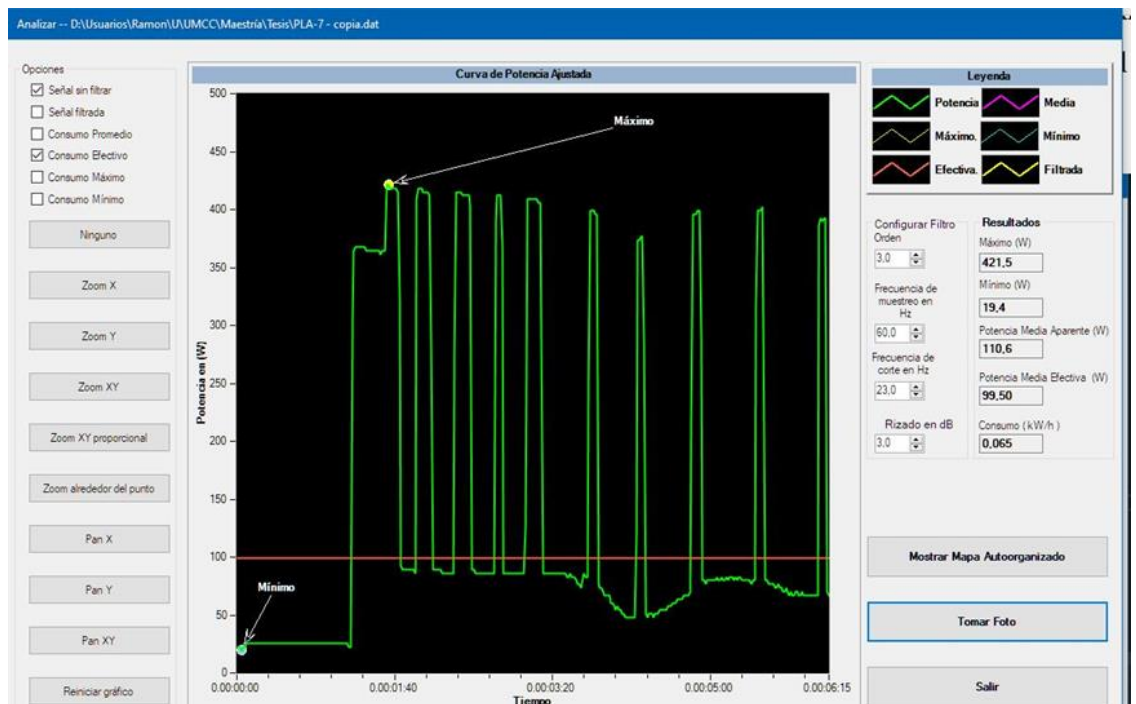 Analizar -- D:\Usuarios\Ramon\U\UMCC\Maestría\Tesis\PLA-7 - copia.dat
Opciones
Señal sin filtrar
Señal filtrada
Consumo Promedio
Consumo Efectivo
Consumo Máximo
Consumo Mínimo
Ninguno
Zoom X
Zoom Y
Zoom XY
Zoom XY proporcional
Zoom alrededor del punto
Pan X
Pan Y
Pan XY
Reiniciar gráfico
Curva de Potencia Ajustada
Potencia en (W)
500
450
400
350
300
250
200
150
100
50
0
Máximo
Mínimo
0.00:00:00
0.00:01:40
0.00:03:20
0.00:05:00
0.00:06:15
Tiempo
Leyenda
Potencia
Media
Máximo.
Mínimo
Efectiva.
Filtrada
Configurar Filtro
Orden
3,0
Frecuencia de
muestreo en
Hz
60,0
Frecuencia de
corte en Hz
23,0
Rizado en dB
3,0
Resultados
Máximo (W)
421,5
Mínimo (W)
19,4
Potencia Media Aparente (W)
110,6
Potencia Media Efectiva (W)
99,50
Consumo (kW/h)
0,065
Mostrar Mapa Autoorganizado
Tomar Foto
Salir